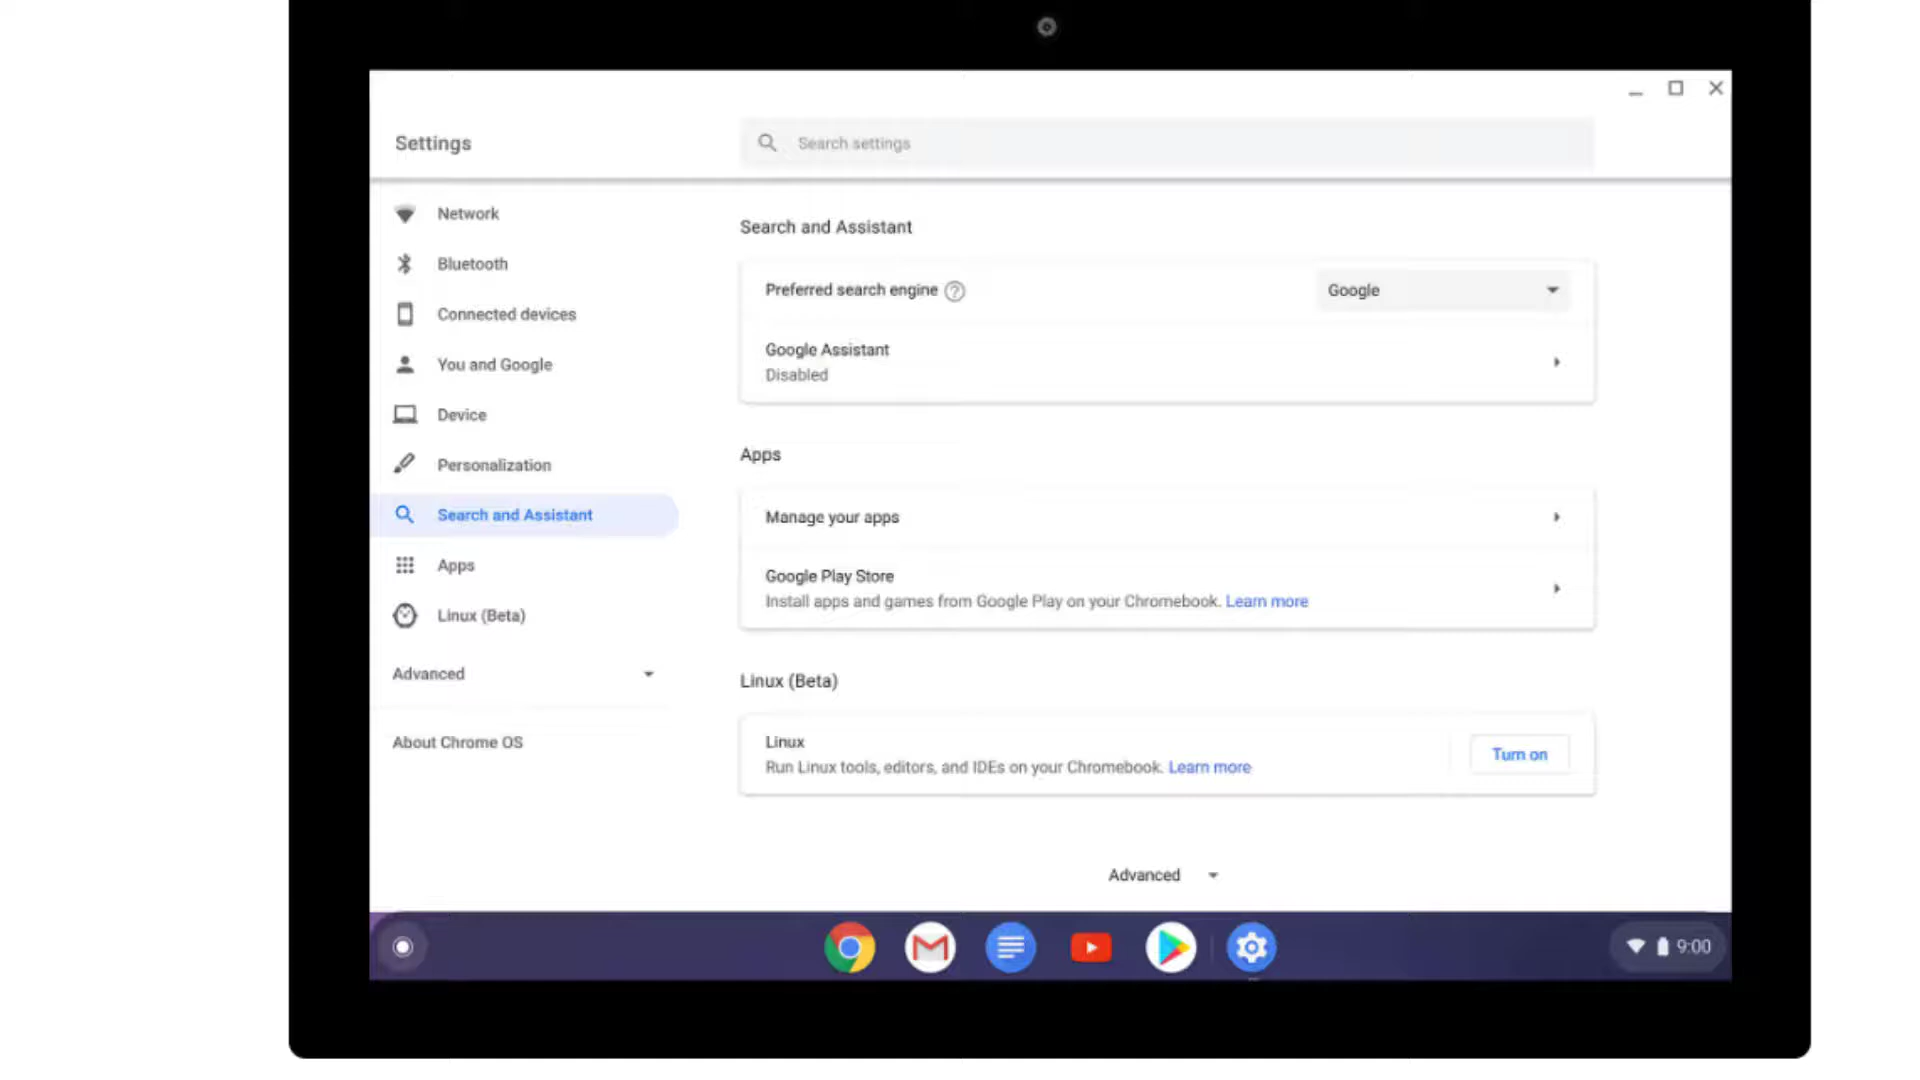 Settings
Search settings
Network
Bluetooth
Connected devices
You and Google
Device
Personalization
Search and Assistant
Apps
Linux (Beta)
Advanced
About Chrome OS
Search and Assistant
Preferred search engine
Google
Google Assistant
Disabled
Apps
Manage your apps
Google Play Store
Install apps and games from Google Play on your Chromebook. Learn more
Linux (Beta)
Linux
Run Linux tools, editors, and IDEs on your Chromebook. Learn more
Turn on
Advanced
9:00